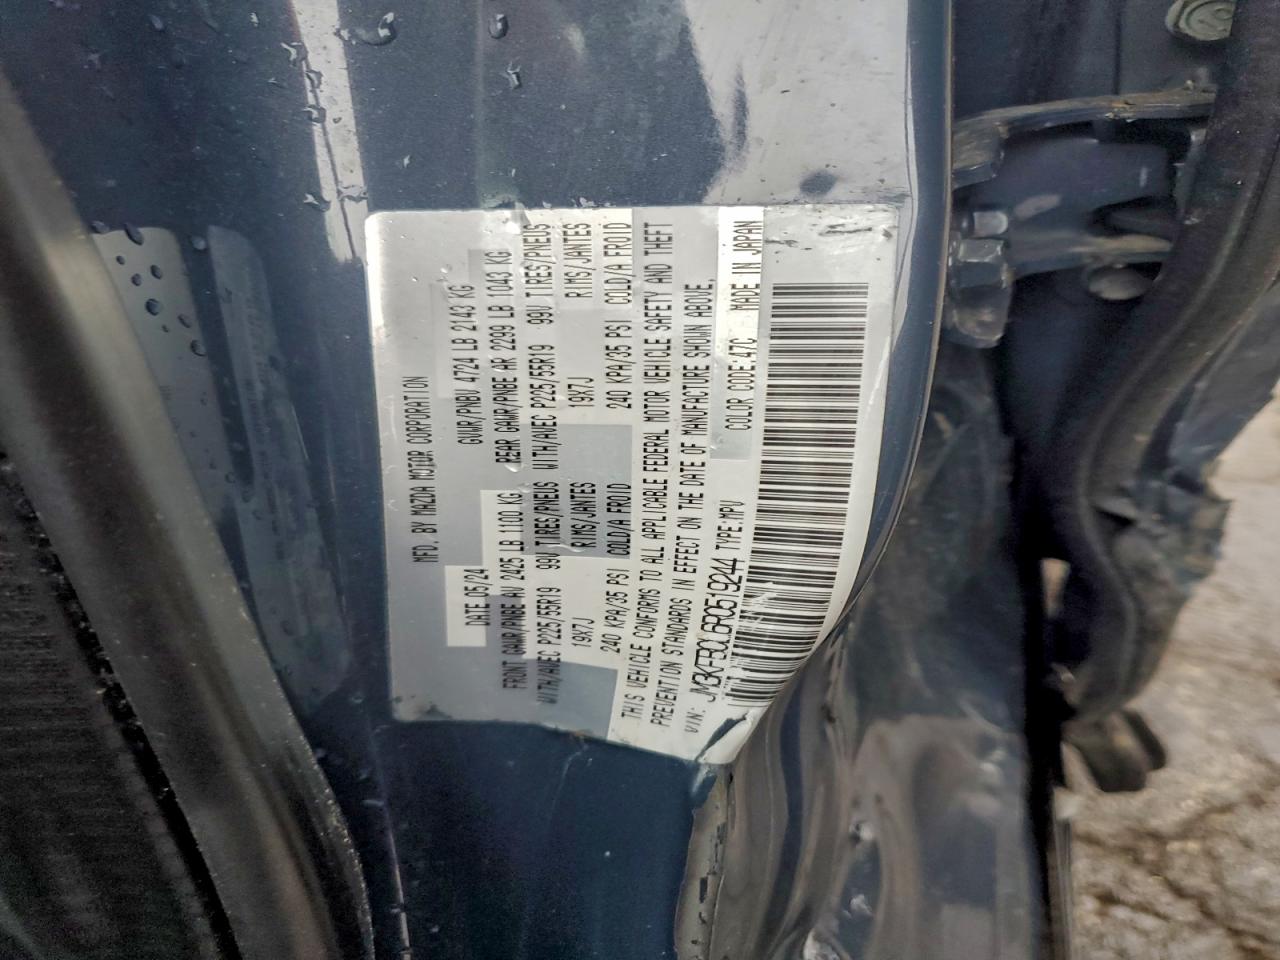 MFD. BY MAZDA MOTOR CORPORATION
DATE 05/24 GVWR/PNBV 4724 LB 2143 KG
FRONT GAWR/PNBE AV 2425 LB 1100 KG REAR GAWR/PNBE AR 2299 LB 1043 KG
WITH/AVEC P225/55R19 99V TIRES/PNEUS WITH/AVEC P225/55R19 99V TIRES/PNEUS
19X7J RIMS/JANTES 19X7J RIMS/JANTES
240 KPA/35 PSI COLD/A FROID 240 KPA/35 PSI COLD/A FROID
THIS VEHICLE CONFORMS TO ALL APPLICABLE FEDERAL MOTOR VEHICLE SAFETY AND THEFT
PREVENTION STANDARDS IN EFFECT ON THE DATE OF MANUFACTURE SHOWN ABOVE.
VIN: JM3KFBCL6R0519244 TYPE:MPV COLOR CODE:47C MADE IN JAPAN